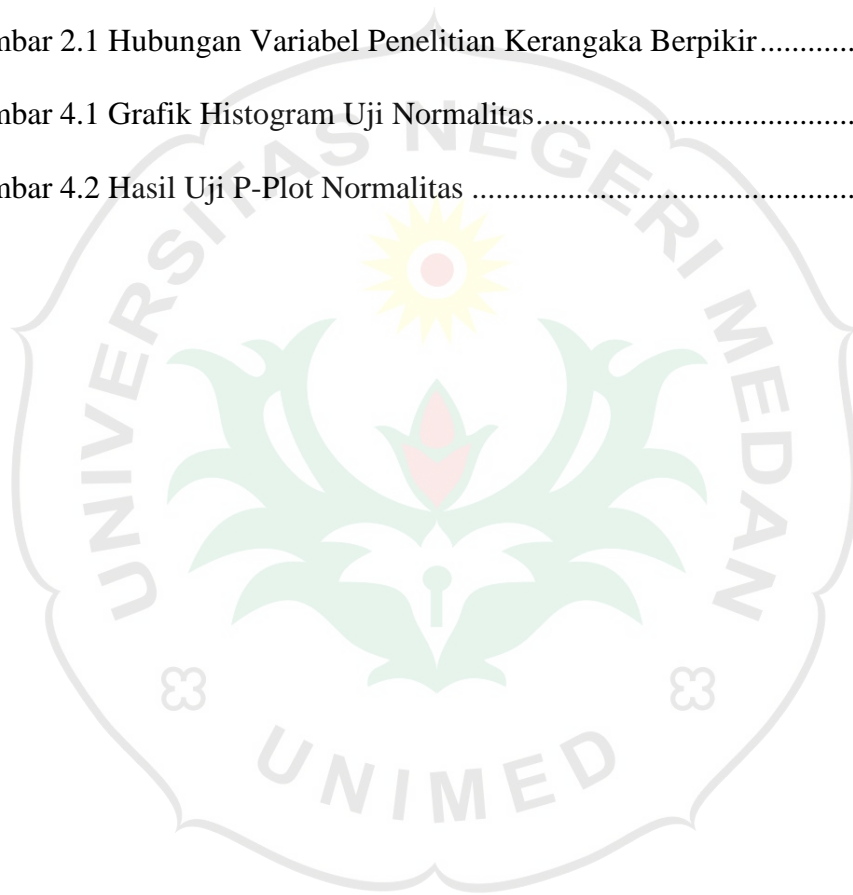 mbar 2.1 Hubungan Variabel Penelitian Kerangaka Berpikir............
mbar 4.1 Grafik Histogram Uji Normalitas........................................
mbar 4.2 Hasil Uji P-Plot Normalitas ................................................
UNIVERSITAS NEGERI MEDAN
UNIMED